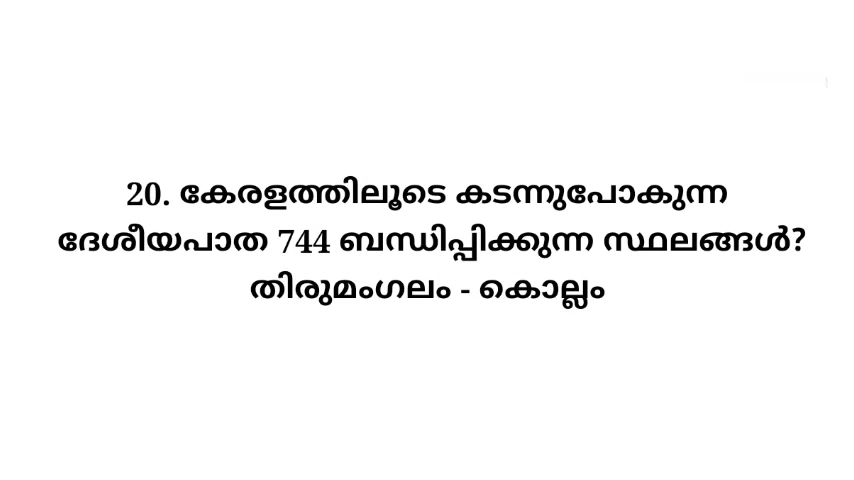 20. കേരളത്തിലൂടെ കടന്നുപോകുന്ന
ദേശീയപാത 744 ബന്ധിപ്പിക്കുന്ന സ്ഥലങ്ങൾ?
തിരുമംഗലം - കൊല്ലം